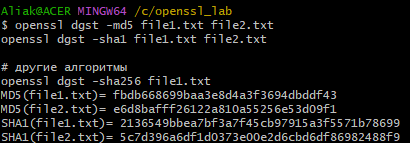 Aliak@ACER MINGW64 /c/openssl_lab
$ openssl dgst -md5 file1.txt file2.txt
openssl dgst -sha1 file1.txt file2.txt
# другие алгоритмы
openssl dgst -sha256 file1.txt
MD5(file1.txt)= fbdb668699baa3e8d4a3f3694dbddf43
MD5(file2.txt)= e6d8bafff26122a810a55256e53d09f1
SHA1(file1.txt)= 2136549bbea7bf3a7f45cb97915a3f5571b78699
SHA1(file2.txt)= 5c7d396a6df1d0373e00e2d6cbd6df86982488f9